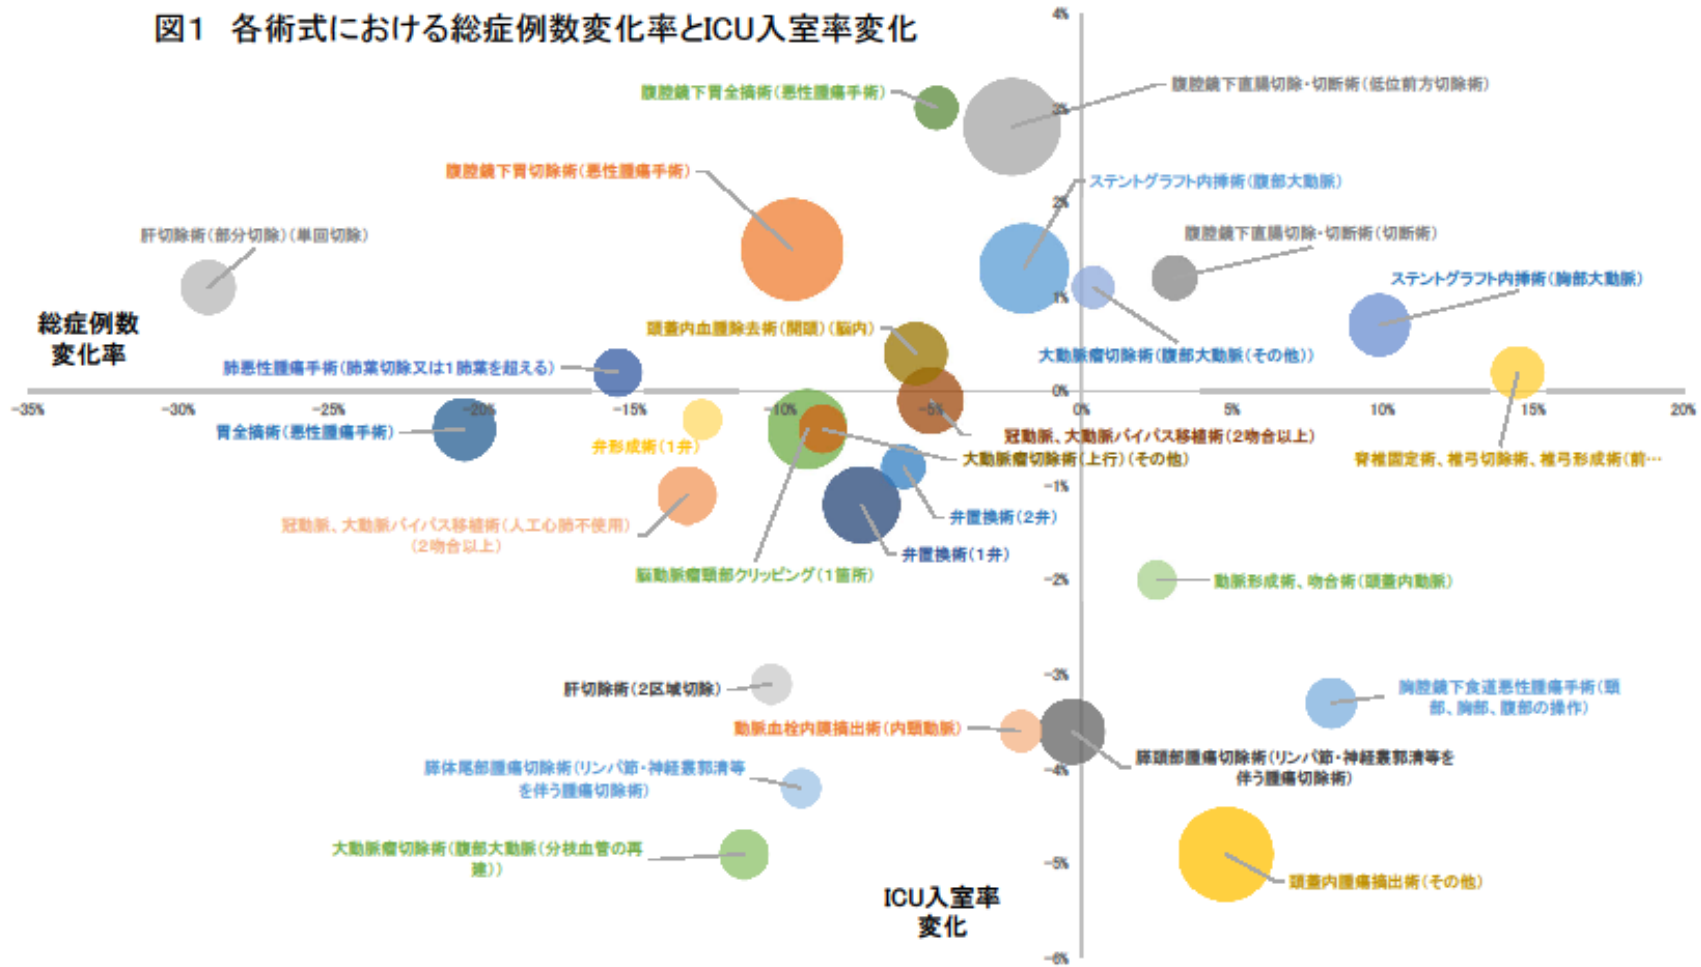 図1 各術式における総症例数変化率とICU入室率変化
4%
腹腔鏡下直腸切除・切断術(低位前方切除術)
腹腔鏡下胃全摘術(悪性腫瘍手術)
3%
腹腔鏡下胃切除術(悪性腫瘍手術)
ステントグラフト内挿術(腹部大動脈)
2%
肝切除術(部分切除)(単回切除)
腹腔鏡下直腸切除・切断術(切断術)
ステントグラフト内挿術(胸部大動脈)
1%
総症例数
変化率
頭蓋内血腫除去術(開頭)(脳内)
大動脈瘤切除術(腹部大動脈(その他))
肺悪性腫瘍手術(肺葉切除又は1肺葉を超える)
0%
-35%
-30%
-25%
-20%
-15%
-10%
-5%
0%
5%
10%
15%
20%
胃全摘術(悪性腫瘍手術)
弁形成術(1弁)
冠動脈、大動脈バイパス移植術(2吻合以上)
大動脈瘤切除術(上行)(その他)
脊椎固定術、椎弓切除術、椎弓形成術(前…
-1%
冠動脈、大動脈バイパス移植術(人工心肺不使用)
(2吻合以上)
弁置換術(2弁)
弁置換術(1弁)
脳動脈瘤頸部クリッピング(1箇所)
-2%
動脈形成術、吻合術(頭蓋内動脈)
-3%
肝切除術(2区域切除)
胸腔鏡下食道悪性腫瘍手術(頸
部、胸部、腹部の操作)
動脈血栓内膜摘出術(内頸動脈)
膵頭部腫瘍切除術(リンパ節・神経叢郭清等を
伴う腫瘍切除術)
-4%
膵体尾部腫瘍切除術(リンパ節・神経叢郭清等
を伴う腫瘍切除術)
大動脈瘤切除術(腹部大動脈(分枝血管の再
建))
-5%
頭蓋内腫瘍摘出術(その他)
ICU入室率
変化
-6%